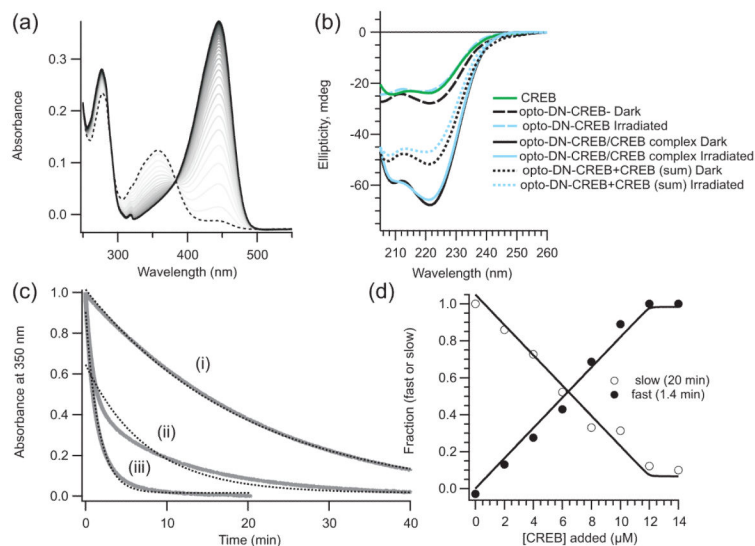 (a)
0.3
0.2
0.1
0.0
Absorbance
300
400
500
Wavelength (nm)
(b)
0
-20
-40
-60
Ellipticity, mdeg
210
220
230
240
250
260
Wavelength (nm)
CREB
opto-DN-CREB- Dark
opto-DN-CREB Irradiated
opto-DN-CREB/CREB complex Dark
opto-DN-CREB/CREB complex Irradiated
opto-DN-CREB+CREB (sum) Dark
opto-DN-CREB+CREB (sum) Irradiated
(c)
1.0
0.8
0.6
0.4
0.2
0.0
Absorbance at 350 nm
(i)
(ii)
(iii)
0
10
20
30
40
Time (min)
(d)
1.0
0.8
0.6
0.4
0.2
0.0
Fraction (fast or slow)
slow (20 min)
fast (1.4 min)
0
2
4
6
8
10
12
14
[CREB] added (μM)